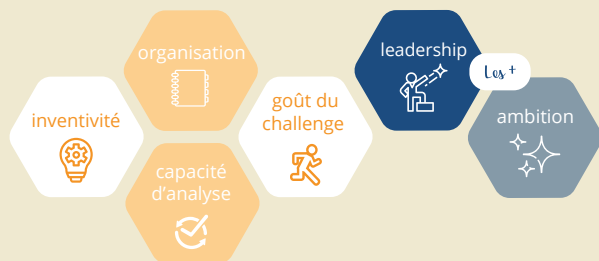 inventivité
organisation
capacité
d'analyse
goût du
challenge
leadership
Les +
ambition